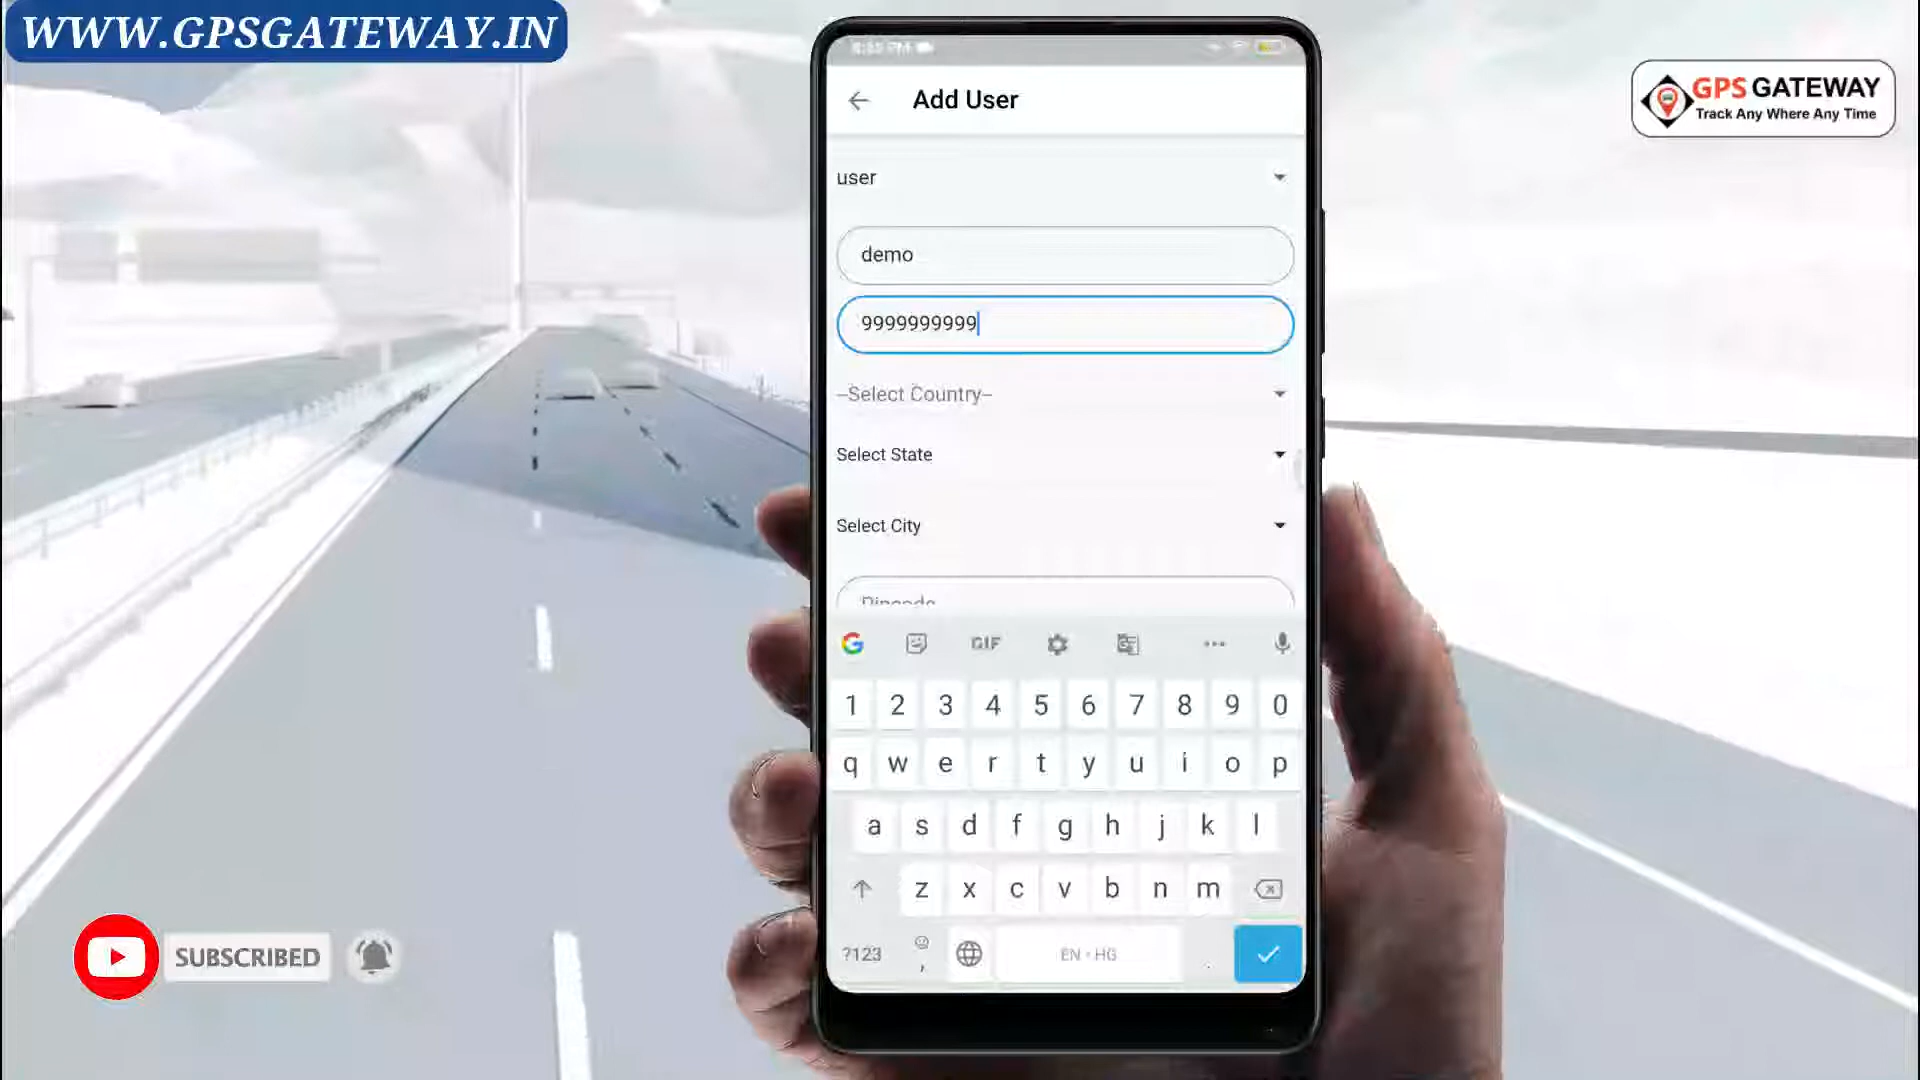 WWW.GPSGATEWAY.IN
GPS GATEWAY
Track Any Where Any Time
Add User
user
demo
9999999999
--Select Country--
Select State
Select City
Pincode
GIF
1 2 3 4 5 6 7 8 9 0
q w e r t y u i o p
a s d f g h j k l
z x c v b n m
?123 , EN • HG .
SUBSCRIBED